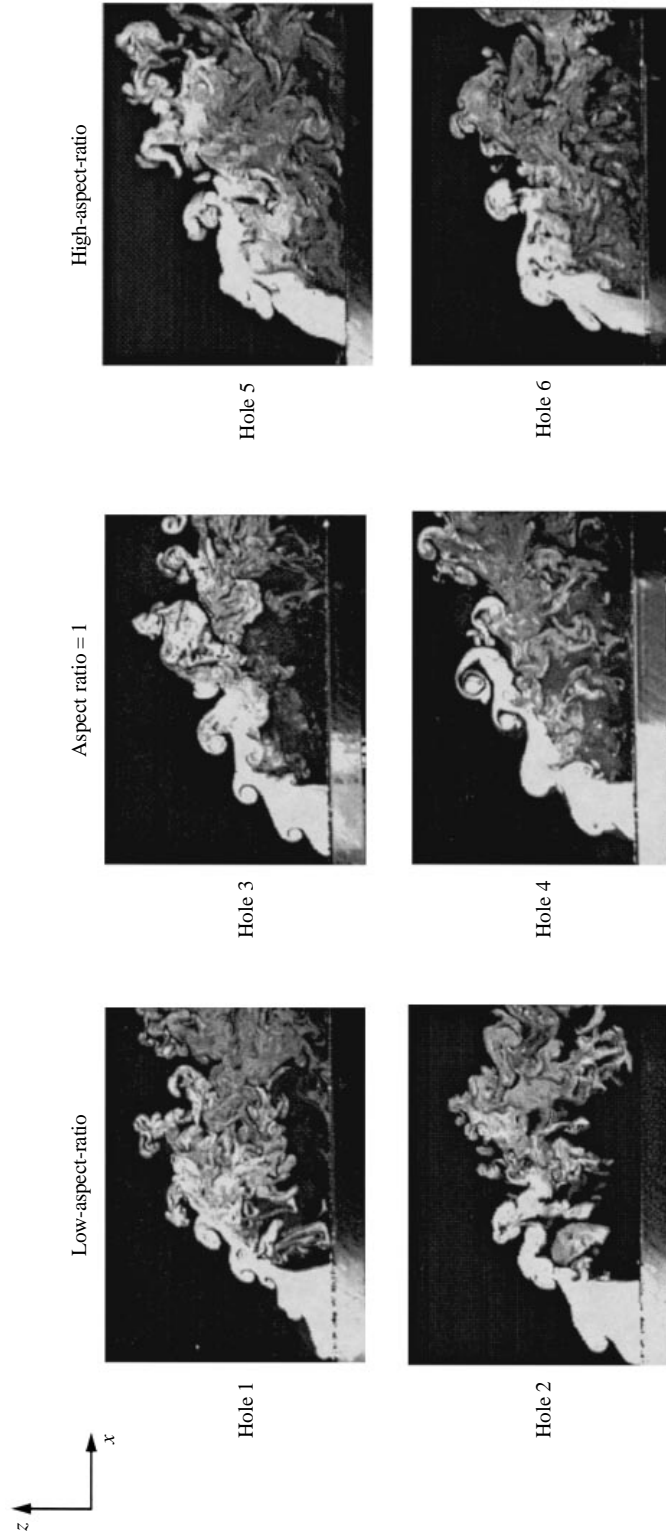 z
x
Low-aspect-ratio
Aspect ratio = 1
High-aspect-ratio
Hole 1
Hole 3
Hole 5
Hole 2
Hole 4
Hole 6